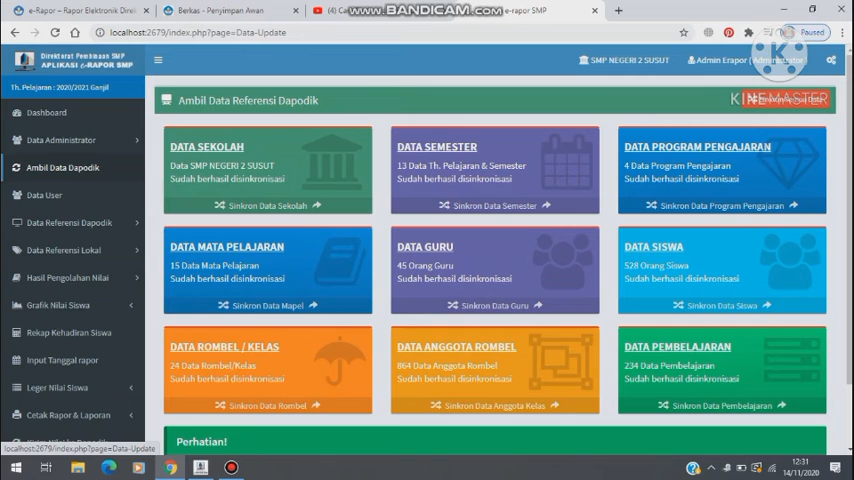 e-Rapor – Rapor Elektronik Direk
Berkas - Penyimpan Awan
www.BANDICAM.com
e-rapor SMP
localhost:2679/index.php?page=Data-Update
Paused
Direktorat Pembinaan SMP
APLIKASI e-RAPOR SMP
SMP NEGERI 2 SUSUT
Admin Erapor (Administrator)
Th. Pelajaran : 2020/2021 Ganjil
Dashboard
Data Administrator
Ambil Data Dapodik
Data User
Data Referensi Dapodik
Data Referensi Lokal
Hasil Pengolahan Nilai
Grafik Nilai Siswa
Rekap Kehadiran Siswa
Input Tanggal rapor
Leger Nilai Siswa
Cetak Rapor & Laporan
Ambil Data Referensi Dapodik
KINEMASTER
DATA SEKOLAH
Data SMP NEGERI 2 SUSUT
Sudah berhasil disinkronisasi
Sinkron Data Sekolah
DATA SEMESTER
13 Data Th. Pelajaran & Semester
Sudah berhasil disinkronisasi
Sinkron Data Semester
DATA PROGRAM PENGAJARAN
4 Data Program Pengajaran
Sudah berhasil disinkronisasi
Sinkron Data Program Pengajaran
DATA MATA PELAJARAN
15 Data Mata Pelajaran
Sudah berhasil disinkronisasi
Sinkron Data Mapel
DATA GURU
45 Orang Guru
Sudah berhasil disinkronisasi
Sinkron Data Guru
DATA SISWA
528 Orang Siswa
Sudah berhasil disinkronisasi
Sinkron Data Siswa
DATA ROMBEL / KELAS
24 Data Rombel/Kelas
Sudah berhasil disinkronisasi
Sinkron Data Rombel
DATA ANGGOTA ROMBEL
864 Data Anggota Rombel
Sudah berhasil disinkronisasi
Sinkron Data Anggota Kelas
DATA PEMBELAJARAN
234 Data Pembelajaran
Sudah berhasil disinkronisasi
Sinkron Data Pembelajaran
Perhatian!
localhost:2679/index.php?page=Data-Update
12:31
14/11/2020